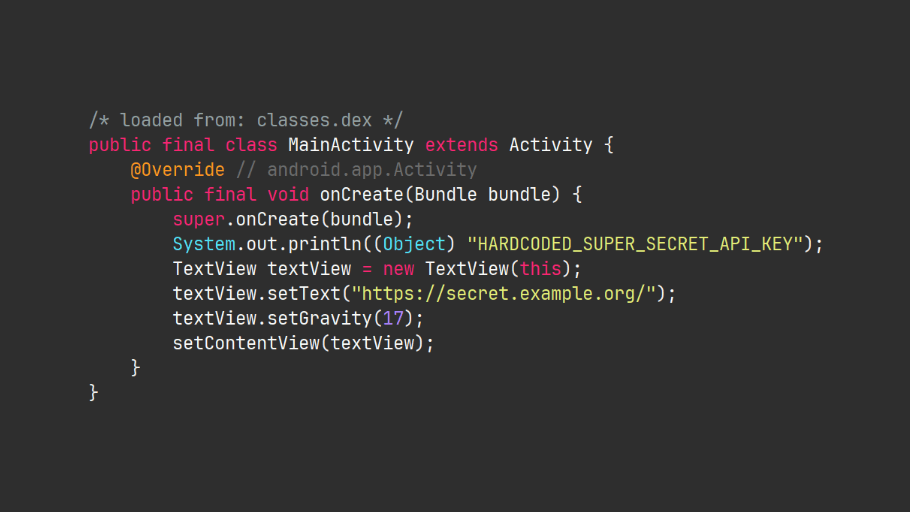 /* loaded from: classes.dex */
public final class MainActivity extends Activity {
@Override // android.app.Activity
public final void onCreate(Bundle bundle) {
super.onCreate(bundle);
System.out.println((Object) "HARDCODED_SUPER_SECRET_API_KEY");
TextView textView = new TextView(this);
textView.setText("https://secret.example.org/");
textView.setGravity(17);
setContentView(textView);
}
}